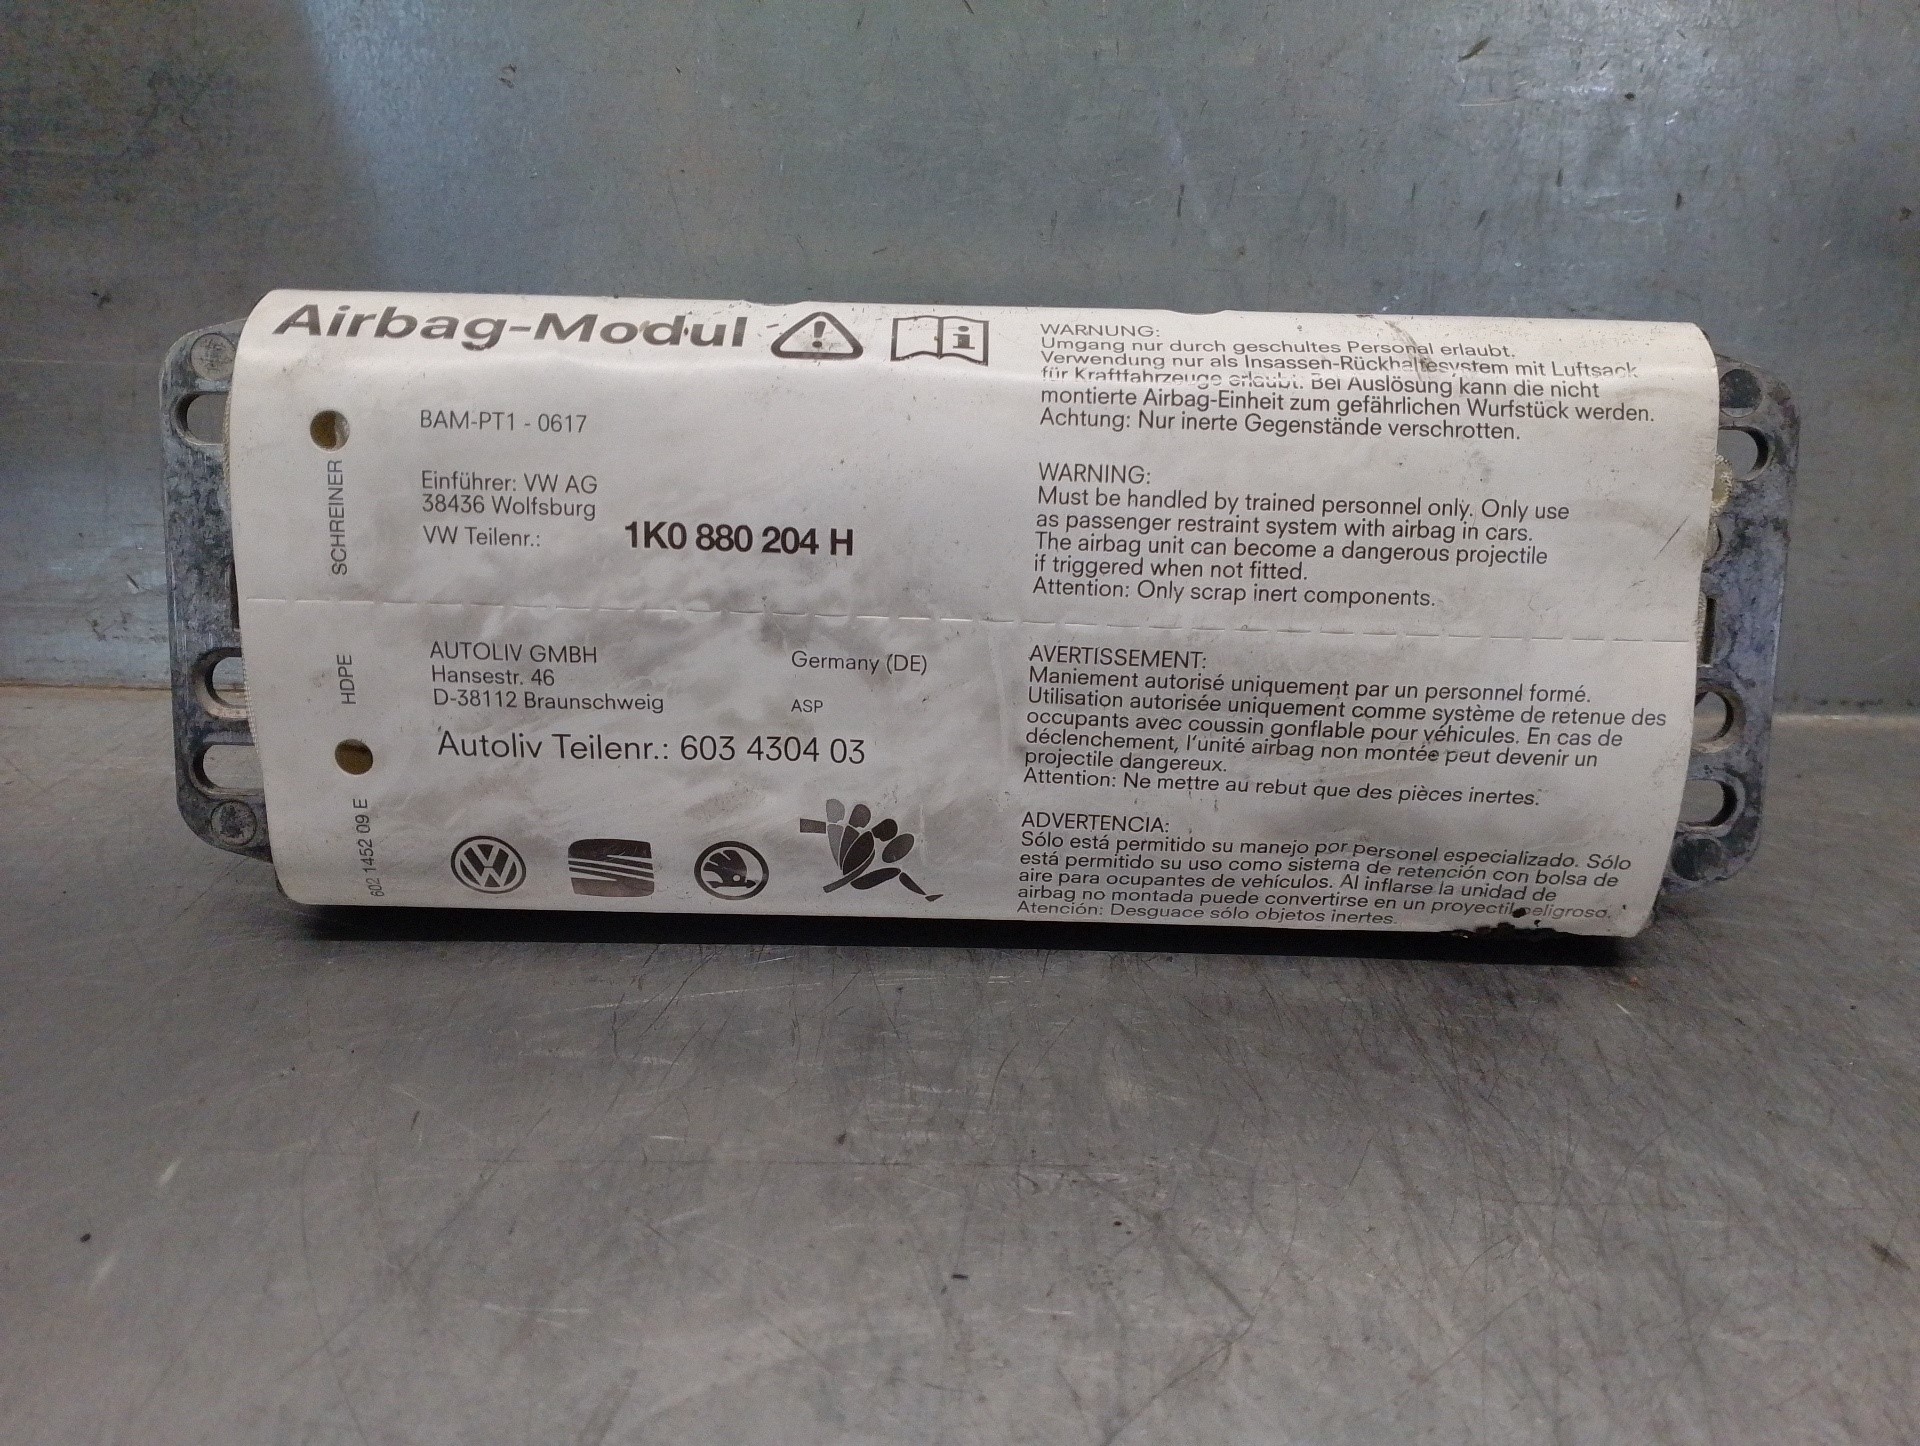 Airbag-Modul
BAM-PT1 - 0617
Einführer: VW AG
38436 Wolfsburg
VW Teilenr.: 1K0 880 204 H
SCHREINER
HDPE
602 1452 09 E
AUTOLIV GMBH
Hansestr. 46
D-38112 Braunschweig
Germany (DE)
ASP
Autoliv Teilenr.: 603 4304 03
WARNUNG:
Umgang nur durch geschultes Personal erlaubt.
Verwendung nur als Insassen-Rückhaltesystem mit Luftsack
für Kraftfahrzeuge erlaubt. Bei Auslösung kann die nicht
montierte Airbag-Einheit zum gefährlichen Wurfstück werden.
Achtung: Nur inerte Gegenstände verschrotten.
WARNING:
Must be handled by trained personnel only. Only use
as passenger restraint system with airbag in cars.
The airbag unit can become a dangerous projectile
if triggered when not fitted.
Attention: Only scrap inert components.
AVERTISSEMENT:
Maniement autorisé uniquement par un personnel formé.
Utilisation autorisée uniquement comme système de retenue des
occupants avec coussin gonflable pour véhicules. En cas de
déclenchement, l'unité airbag non montée peut devenir un
projectile dangereux.
Attention: Ne mettre au rebut que des pièces inertes.
ADVERTENCIA:
Sólo está permitido su manejo por personel especializado. Sólo
está permitido su uso como sistema de retención con bolsa de
aire para ocupantes de vehículos. Al inflarse la unidad de
airbag no montada puede convertirse en un proyectil peligroso.
Atención: Desguace sólo objetos inertes.